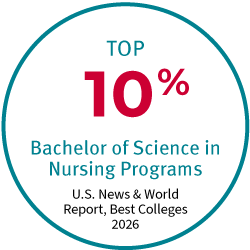 TOP
10%
Bachelor of Science in
Nursing Programs
U.S. News & World
Report, Best Colleges
2026